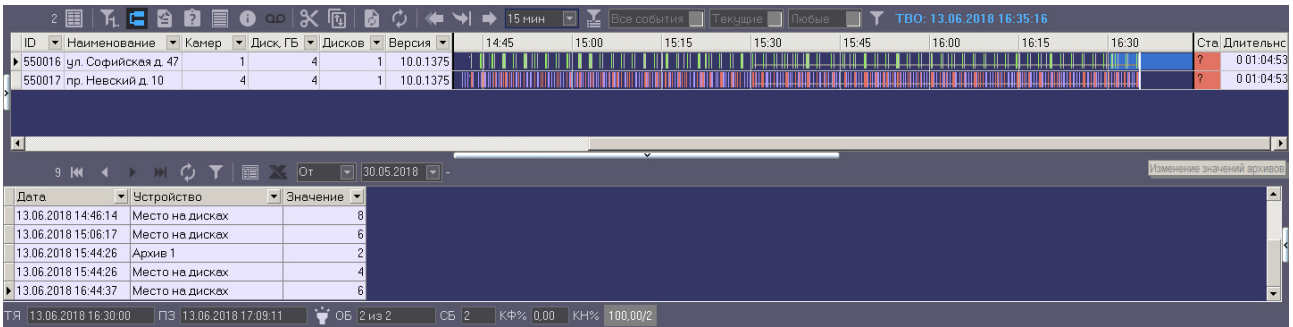 2 15 мин Все события Текущие Любые ТВО: 13.06.2018 16:35:16
ID Наименование Камер Диск, ГБ Дисков Версия 14:45 15:00 15:15 15:30 15:45 16:00 16:15 16:30 Ста Длительнс
550016 ул. Софийская д. 47 1 4 1 10.0.1375 ? 0 01:04:53
550017 пр. Невский д. 10 4 4 1 10.0.1375 ? 0 01:04:53
9 От 30.05.2018 - Изменение значений архивов
Дата Устройство Значение
13.06.2018 14:46:14 Место на дисках 8
13.06.2018 15:06:17 Место на дисках 6
13.06.2018 15:44:26 Архив 1 2
13.06.2018 15:44:26 Место на дисках 4
13.06.2018 16:44:37 Место на дисках 6
ТЯ 13.06.2018 16:30:00 ПЗ 13.06.2018 17:09:11 ОБ 2 из 2 СБ 2 КФ% 0,00 КН% 100,00/2